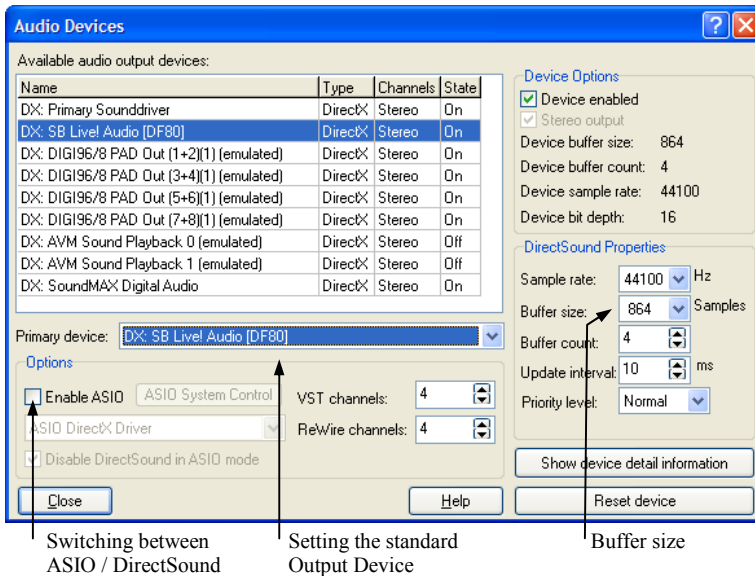 Audio Devices
Available audio output devices:
Name Type Channels State
DX: Primary Sounddriver DirectX Stereo On
DX: SB Live! Audio [DF80] DirectX Stereo On
DX: DIGI96/8 PAD Out (1+2)(1) (emulated) DirectX Stereo On
DX: DIGI96/8 PAD Out (3+4)(1) (emulated) DirectX Stereo On
DX: DIGI96/8 PAD Out (5+6)(1) (emulated) DirectX Stereo On
DX: DIGI96/8 PAD Out (7+8)(1) (emulated) DirectX Stereo On
DX: AVM Sound Playback 0 (emulated) DirectX Stereo Off
DX: AVM Sound Playback 1 (emulated) DirectX Stereo Off
DX: SoundMAX Digital Audio DirectX Stereo On
Primary device: DX: SB Live! Audio [DF80]
Options
Enable ASIO ASIO System Control VST channels: 4
ASIO DirectX Driver ReWire channels: 4
Disable DirectSound in ASIO mode
Close Help
Device Options
Device enabled
Stereo output
Device buffer size: 864
Device buffer count: 4
Device sample rate: 44100
Device bit depth: 16
DirectSound Properties
Sample rate: 44100 Hz
Buffer size: 864 Samples
Buffer count: 4
Update interval: 10 ms
Priority level: Normal
Show device detail information
Reset device
Switching between
ASIO / DirectSound
Setting the standard
Output Device
Buffer size